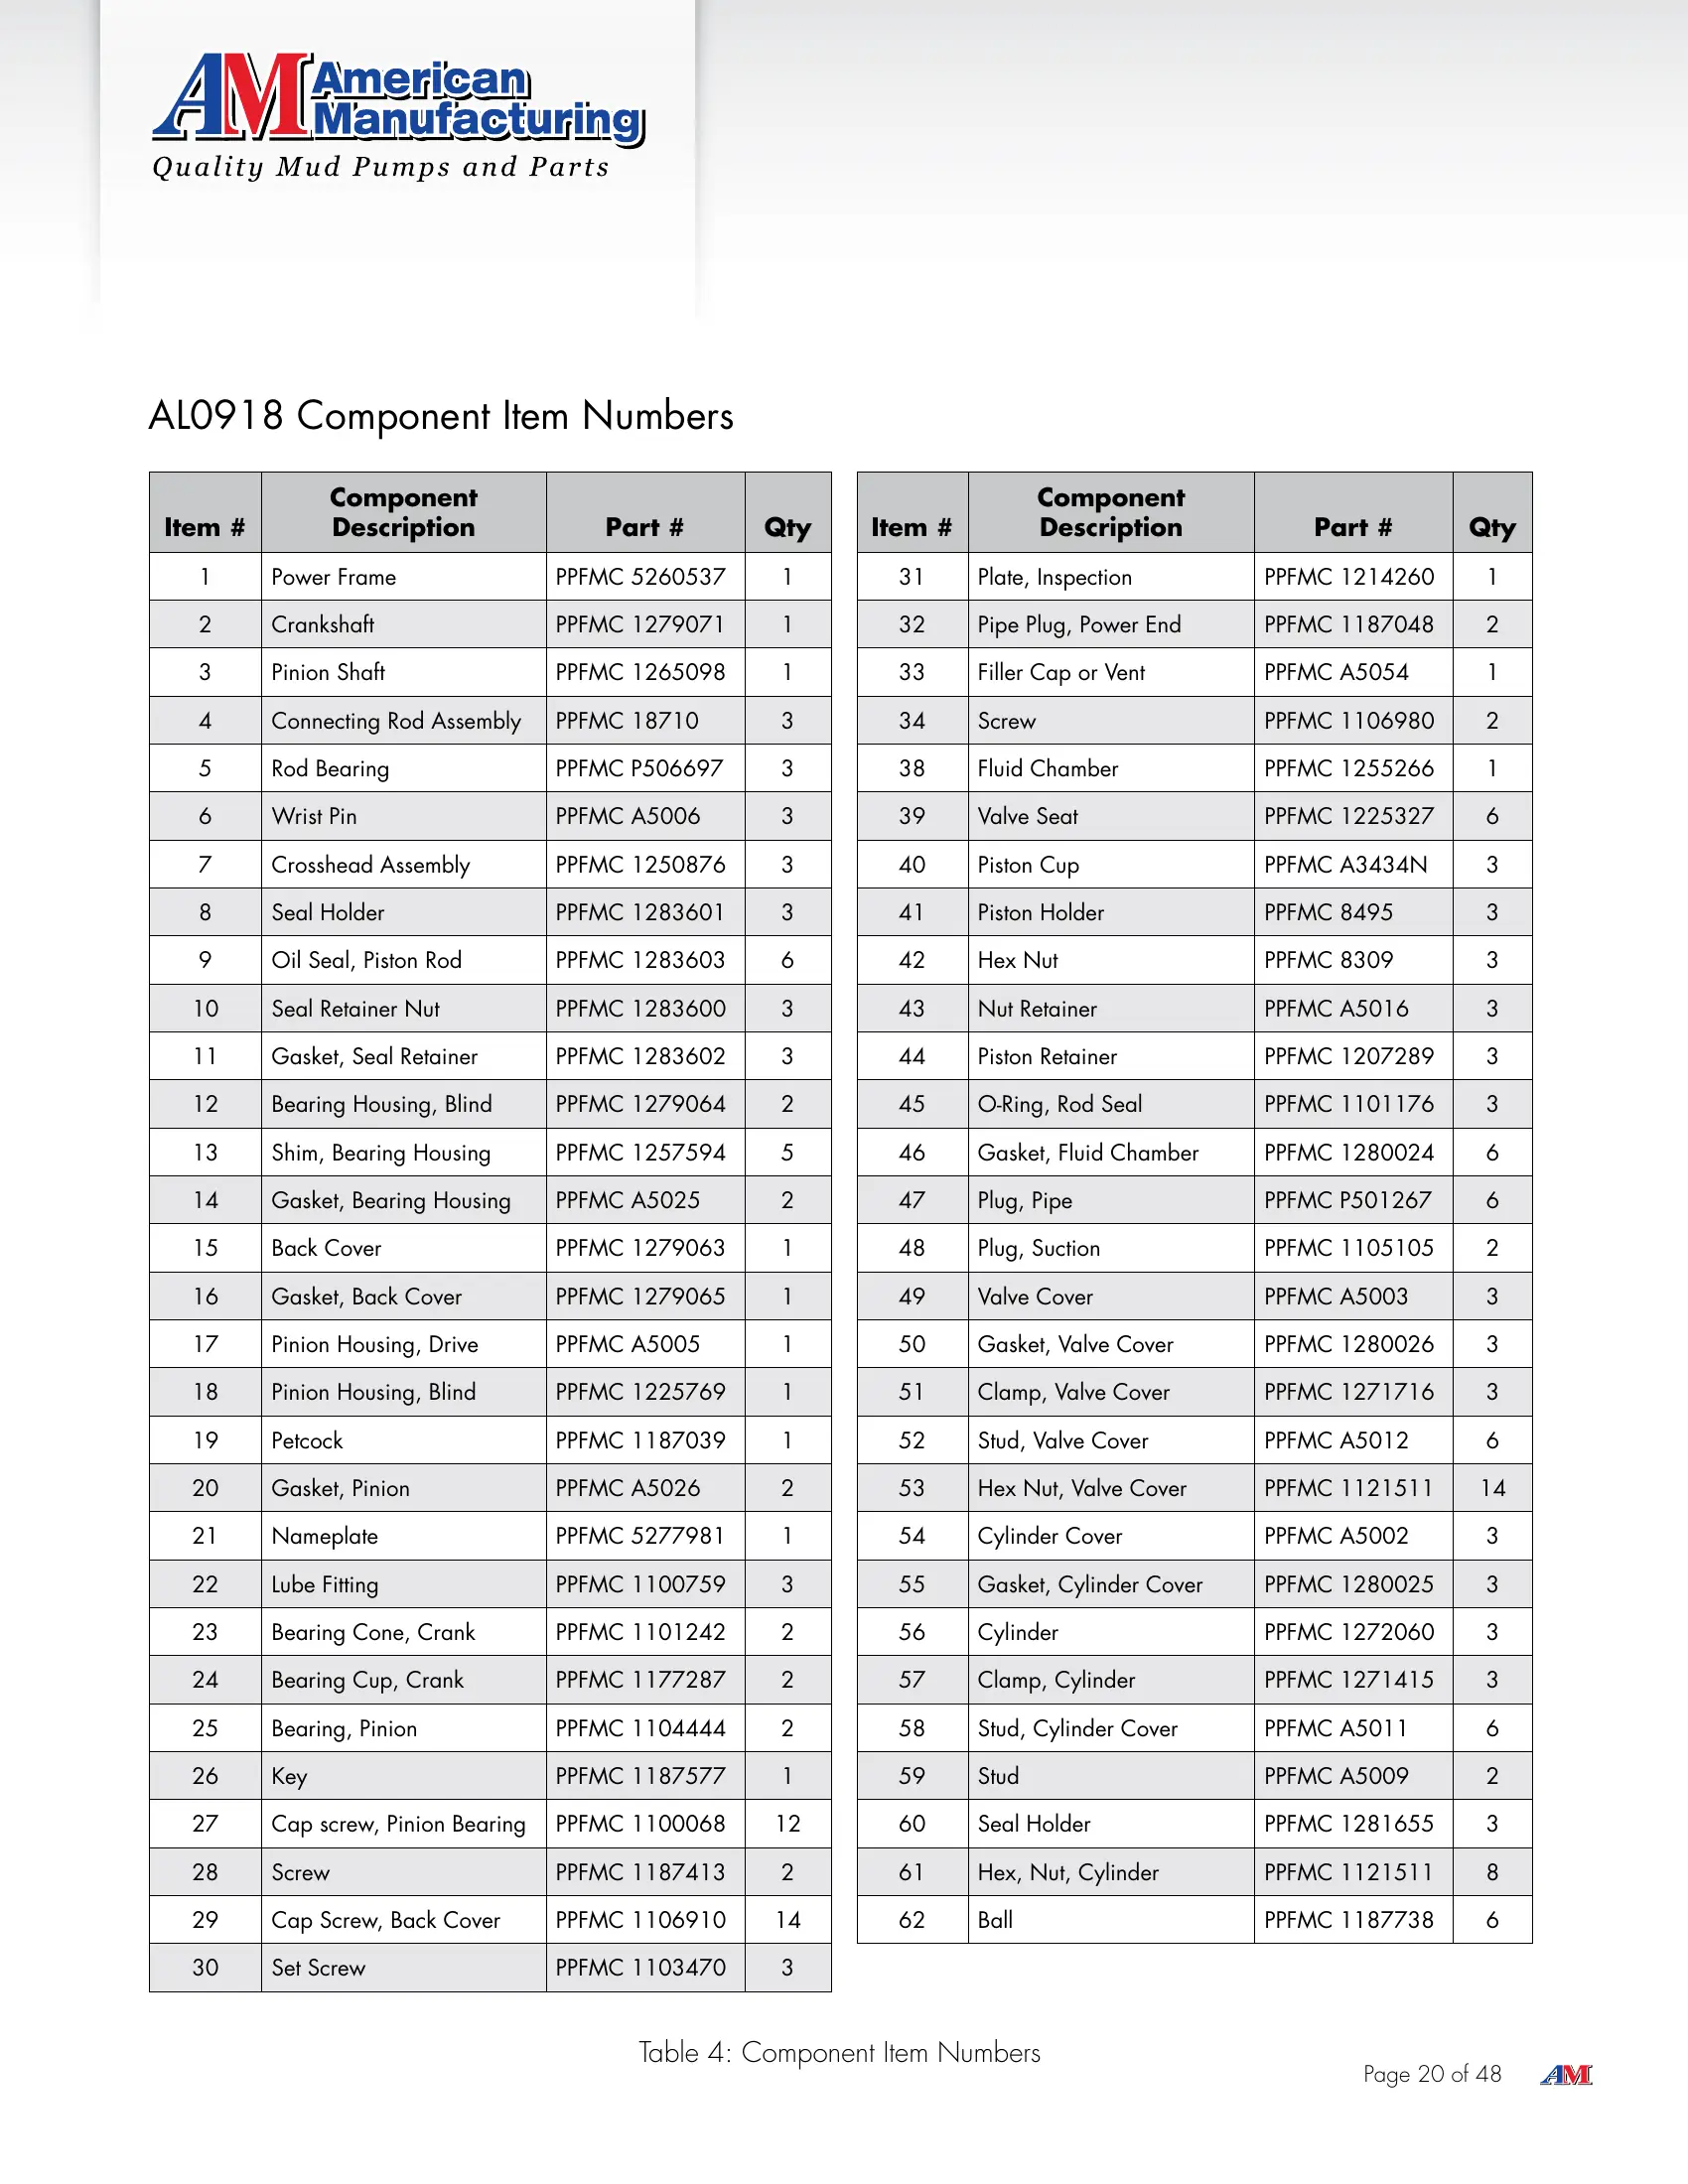 AM American
Manufacturing
Quality Mud Pumps and Parts
AL0918 Component Item Numbers
Item # Component Description Part # Qty
1 Power Frame PPFMC 5260537 1
2 Crankshaft PPFMC 1279071 1
3 Pinion Shaft PPFMC 1265098 1
4 Connecting Rod Assembly PPFMC 18710 3
5 Rod Bearing PPFMC P506697 3
6 Wrist Pin PPFMC A5006 3
7 Crosshead Assembly PPFMC 1250876 3
8 Seal Holder PPFMC 1283601 3
9 Oil Seal, Piston Rod PPFMC 1283603 6
10 Seal Retainer Nut PPFMC 1283600 3
11 Gasket, Seal Retainer PPFMC 1283602 3
12 Bearing Housing, Blind PPFMC 1279064 2
13 Shim, Bearing Housing PPFMC 1257594 5
14 Gasket, Bearing Housing PPFMC A5025 2
15 Back Cover PPFMC 1279063 1
16 Gasket, Back Cover PPFMC 1279065 1
17 Pinion Housing, Drive PPFMC A5005 1
18 Pinion Housing, Blind PPFMC 1225769 1
19 Petcock PPFMC 1187039 1
20 Gasket, Pinion PPFMC A5026 2
21 Nameplate PPFMC 5277981 1
22 Lube Fitting PPFMC 1100759 3
23 Bearing Cone, Crank PPFMC 1101242 2
24 Bearing Cup, Crank PPFMC 1177287 2
25 Bearing, Pinion PPFMC 1104444 2
26 Key PPFMC 1187577 1
27 Cap screw, Pinion Bearing PPFMC 1100068 12
28 Screw PPFMC 1187413 2
29 Cap Screw, Back Cover PPFMC 1106910 14
30 Set Screw PPFMC 1103470 3
Item # Component Description Part # Qty
31 Plate, Inspection PPFMC 1214260 1
32 Pipe Plug, Power End PPFMC 1187048 2
33 Filler Cap or Vent PPFMC A5054 1
34 Screw PPFMC 1106980 2
38 Fluid Chamber PPFMC 1255266 1
39 Valve Seat PPFMC 1225327 6
40 Piston Cup PPFMC A3434N 3
41 Piston Holder PPFMC 8495 3
42 Hex Nut PPFMC 8309 3
43 Nut Retainer PPFMC A5016 3
44 Piston Retainer PPFMC 1207289 3
45 O-Ring, Rod Seal PPFMC 1101176 3
46 Gasket, Fluid Chamber PPFMC 1280024 6
47 Plug, Pipe PPFMC P501267 6
48 Plug, Suction PPFMC 1105105 2
49 Valve Cover PPFMC A5003 3
50 Gasket, Valve Cover PPFMC 1280026 3
51 Clamp, Valve Cover PPFMC 1271716 3
52 Stud, Valve Cover PPFMC A5012 6
53 Hex Nut, Valve Cover PPFMC 1121511 14
54 Cylinder Cover PPFMC A5002 3
55 Gasket, Cylinder Cover PPFMC 1280025 3
56 Cylinder PPFMC 1272060 3
57 Clamp, Cylinder PPFMC 1271415 3
58 Stud, Cylinder Cover PPFMC A5011 6
59 Stud PPFMC A5009 2
60 Seal Holder PPFMC 1281655 3
61 Hex, Nut, Cylinder PPFMC 1121511 8
62 Ball PPFMC 1187738 6
Table 4: Component Item Numbers
Page 20 of 48 AM